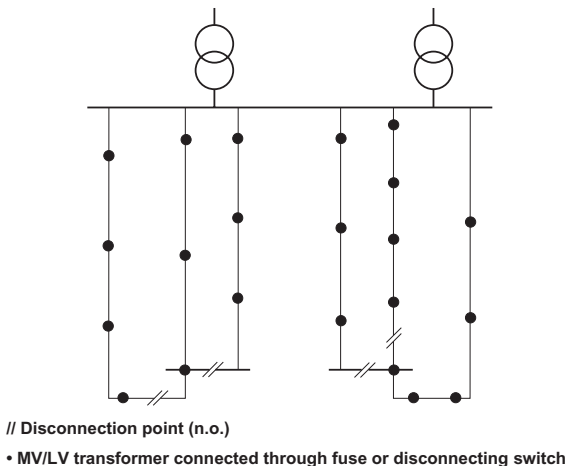 // Disconnection point (n.o.)
• MV/LV transformer connected through fuse or disconnecting switch